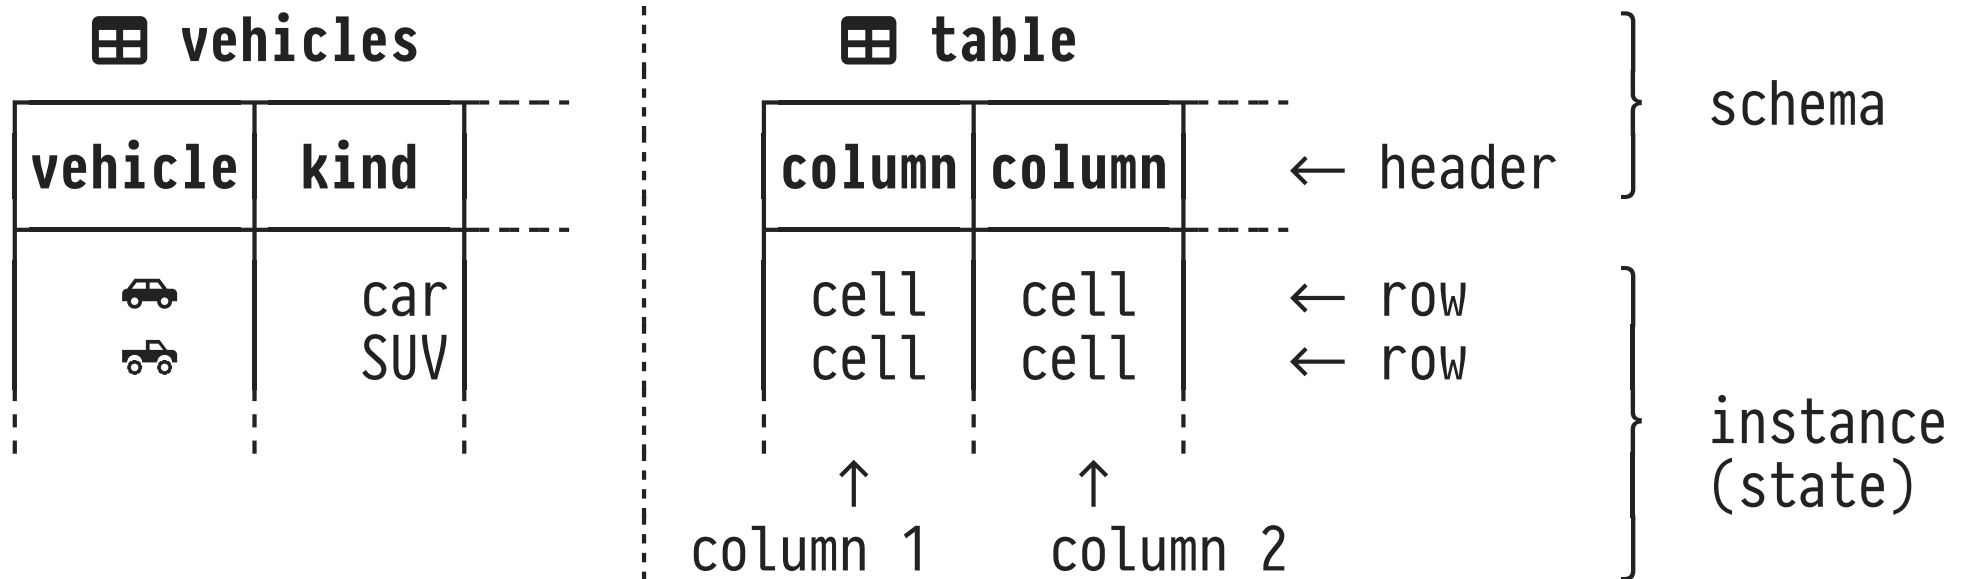 vehicles
vehicle kind
car
SUV
table
column column ← header
cell cell ← row
cell cell ← row
↑ ↑
column 1 column 2
schema
instance
(state)